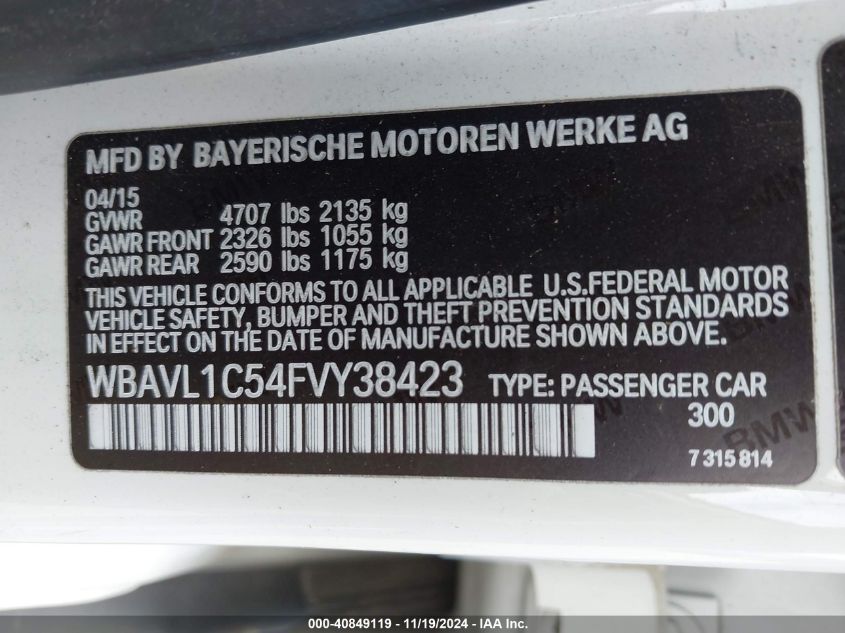 MFD BY BAYERISCHE MOTOREN WERKE AG
04/15
GVWR 4707 lbs 2135 kg
GAWR FRONT 2326 lbs 1055 kg
GAWR REAR 2590 lbs 1175 kg
THIS VEHICLE CONFORMS TO ALL APPLICABLE U.S.FEDERAL MOTOR
VEHICLE SAFETY, BUMPER AND THEFT PREVENTION STANDARDS
IN EFFECT ON THE DATE OF MANUFACTURE SHOWN ABOVE.
WBAVL1C54FVY38423 TYPE: PASSENGER CAR
300
BMW
7315814
000-40849119 - 11/19/2024 - IAA Inc.